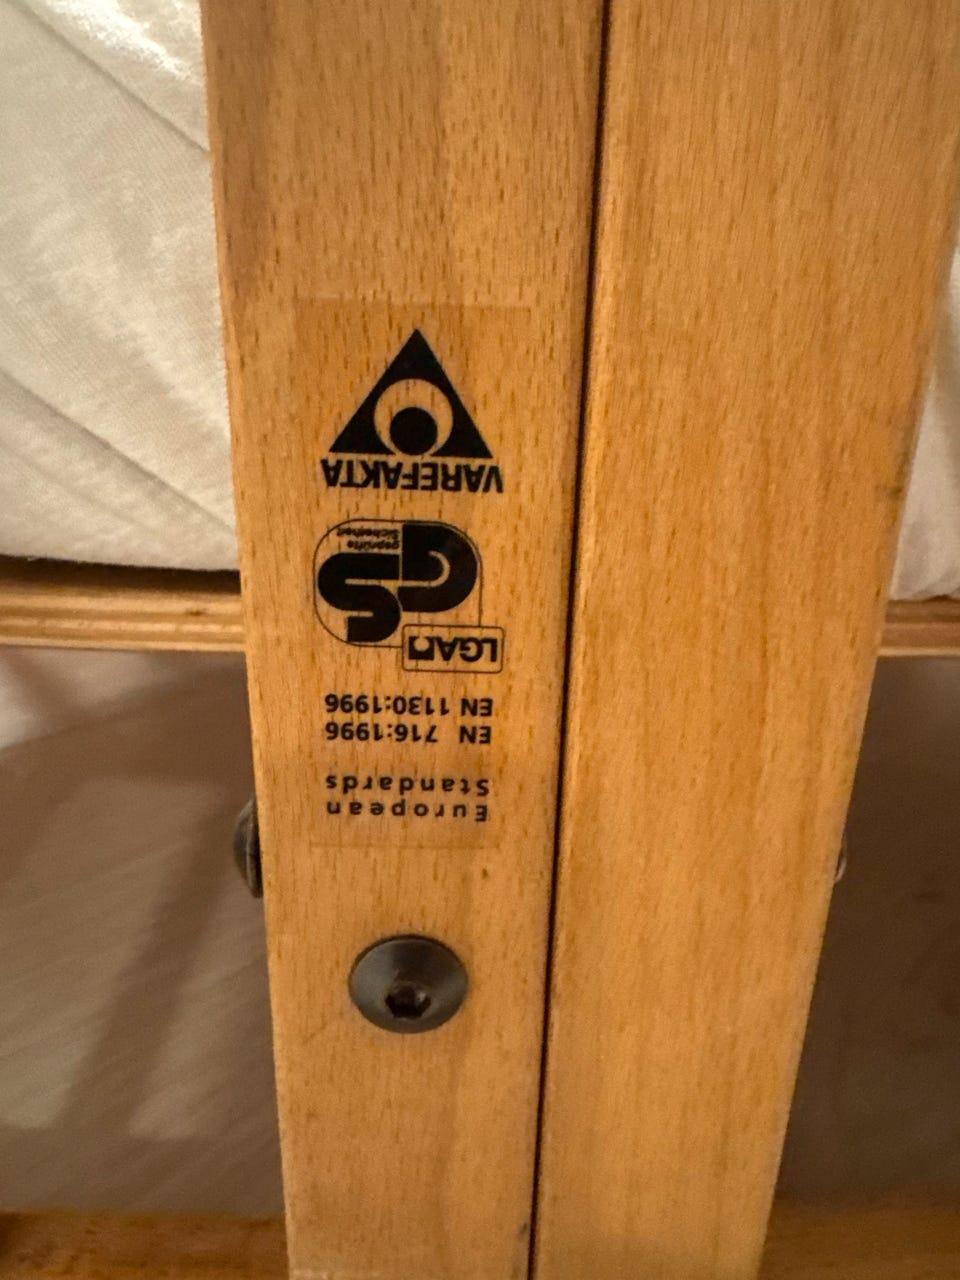 European
Standards
EN 716:1996
EN 1130:1996
LGA
GS
geprüfte
Sicherheit
VAREFAKTA